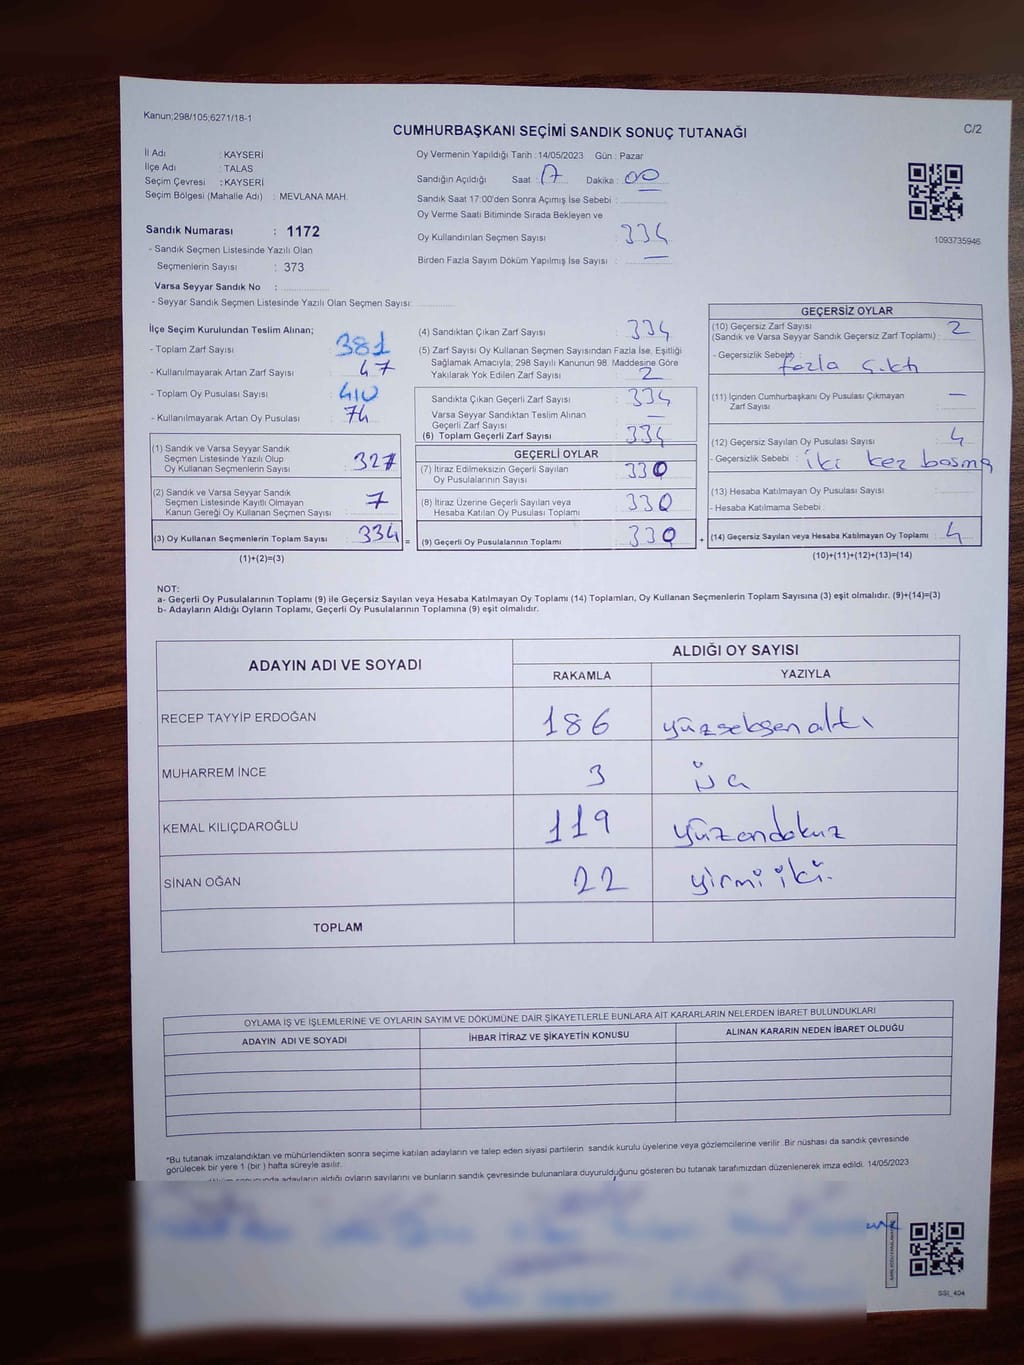 Kanun;298/105;6271/18-1
CUMHURBAŞKANI SEÇİMİ SANDIK SONUÇ TUTANAĞI
C/2
İl Adı : KAYSERİ
İlçe Adı : TALAS
Seçim Çevresi : KAYSERİ
Seçim Bölgesi (Mahalle Adı) : MEVLANA MAH.
Sandık Numarası : 1172
- Sandık Seçmen Listesinde Yazılı Olan
Seçmenlerin Sayısı : 373
Varsa Seyyar Sandık No :
- Seyyar Sandık Seçmen Listesinde Yazılı Olan Seçmen Sayısı:
Oy Vermenin Yapıldığı Tarih : 14/05/2023 Gün : Pazar
Sandığın Açıldığı Saat : 17 Dakika : 00
Sandık Saat 17:00'den Sonra Açımış İse Sebebi : —
Oy Verme Saati Bitiminde Sırada Bekleyen ve
Oy Kullandırılan Seçmen Sayısı : 334
Birden Fazla Sayım Döküm Yapılmış İse Sayısı : —
1093735946
İlçe Seçim Kurulundan Teslim Alınan;
- Toplam Zarf Sayısı : 381
- Kullanılmayarak Artan Zarf Sayısı : 47
- Toplam Oy Pusulası Sayısı : 410
- Kullanılmayarak Artan Oy Pusulası : 74
(1) Sandık ve Varsa Seyyar Sandık
Seçmen Listesinde Yazılı Olup
Oy Kullanan Seçmenlerin Sayısı : 327
(2) Sandık ve Varsa Seyyar Sandık
Seçmen Listesinde Kayıtlı Olmayan
Kanun Gereği Oy Kullanan Seçmen Sayısı : 7
(3) Oy Kullanan Seçmenlerin Toplam Sayısı : 334 =
(1)+(2)=(3)
(4) Sandıktan Çıkan Zarf Sayısı : 334
(5) Zarf Sayısı Oy Kullanan Seçmen Sayısından Fazla İse, Eşitliği
Sağlamak Amacıyla, 298 Sayılı Kanunun 98. Maddesine Göre
Yakılarak Yok Edilen Zarf Sayısı : 2
Sandıkta Çıkan Geçerli Zarf Sayısı : 334
Varsa Seyyar Sandıktan Teslim Alınan
Geçerli Zarf Sayısı : —
(6) Toplam Geçerli Zarf Sayısı : 334
GEÇERLİ OYLAR
(7) İtiraz Edilmeksizin Geçerli Sayılan
Oy Pusulalarının Sayısı : 330
(8) İtiraz Üzerine Geçerli Sayılan veya
Hesaba Katılan Oy Pusulası Toplamı : 330
(9) Geçerli Oy Pusulalarının Toplamı : 330 +
GEÇERSİZ OYLAR
(10) Geçersiz Zarf Sayısı
(Sandık ve Varsa Seyyar Sandık Geçersiz Zarf Toplamı) : 2
- Geçersizlik Sebebi : fazla çıktı
(11) İçinden Cumhurbaşkanı Oy Pusulası Çıkmayan
Zarf Sayısı : —
(12) Geçersiz Sayılan Oy Pusulası Sayısı : 4
- Geçersizlik Sebebi : iki kez basma
(13) Hesaba Katılmayan Oy Pusulası Sayısı :
- Hesaba Katılmama Sebebi :
(14) Geçersiz Sayılan veya Hesaba Katılmayan Oy Toplamı : 4
(10)+(11)+(12)+(13)=(14)
NOT:
a- Geçerli Oy Pusulalarının Toplamı (9) ile Geçersiz Sayılan veya Hesaba Katılmayan Oy Toplamı (14) Toplamları, Oy Kullanan Seçmenlerin Toplam Sayısına (3) eşit olmalıdır. (9)+(14)=(3)
b- Adayların Aldığı Oyların Toplamı, Geçerli Oy Pusulalarının Toplamına (9) eşit olmalıdır.
ADAYIN ADI VE SOYADI
ALDIĞI OY SAYISI
RAKAMLA YAZIYLA
RECEP TAYYİP ERDOĞAN 186 yüzseksenaltı
MUHARREM İNCE 3 üç
KEMAL KILIÇDAROĞLU 119 yüzondokuz
SİNAN OĞAN 22 yirmi iki.
TOPLAM
OYLAMA İŞ VE İŞLEMLERİNE VE OYLARIN SAYIM VE DÖKÜMÜNE DAİR ŞİKAYETLERLE BUNLARA AİT KARARLARIN NELERDEN İBARET BULUNDUKLARI
ADAYIN ADI VE SOYADI İHBAR İTİRAZ VE ŞİKAYETİN KONUSU ALINAN KARARIN NEDEN İBARET OLDUĞU
*Bu tutanak imzalandıktan ve mühürlendikten sonra seçime katılan adayların ve talep eden siyasi partilerin sandık kurulu üyelerine veya gözlemcilerine verilir. Bir nüshası da sandık çevresinde
görülecek bir yere 1 (bir) hafta süreyle asılır.
sonucunda adayların aldığı oyların sayılarını ve bunların sandık çevresinde bulunanlara duyurulduğunu gösteren bu tutanak tarafımızdan düzenlenerek imza edildi. 14/05/2023
SSI_404